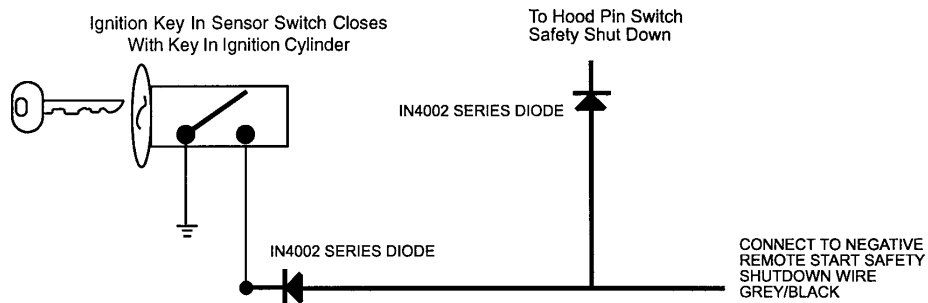 Ignition Key In Sensor Switch Closes
With Key In Ignition Cylinder
To Hood Pin Switch
Safety Shut Down
IN4002 SERIES DIODE
IN4002 SERIES DIODE
CONNECT TO NEGATIVE
REMOTE START SAFETY
SHUTDOWN WIRE
GREY/BLACK